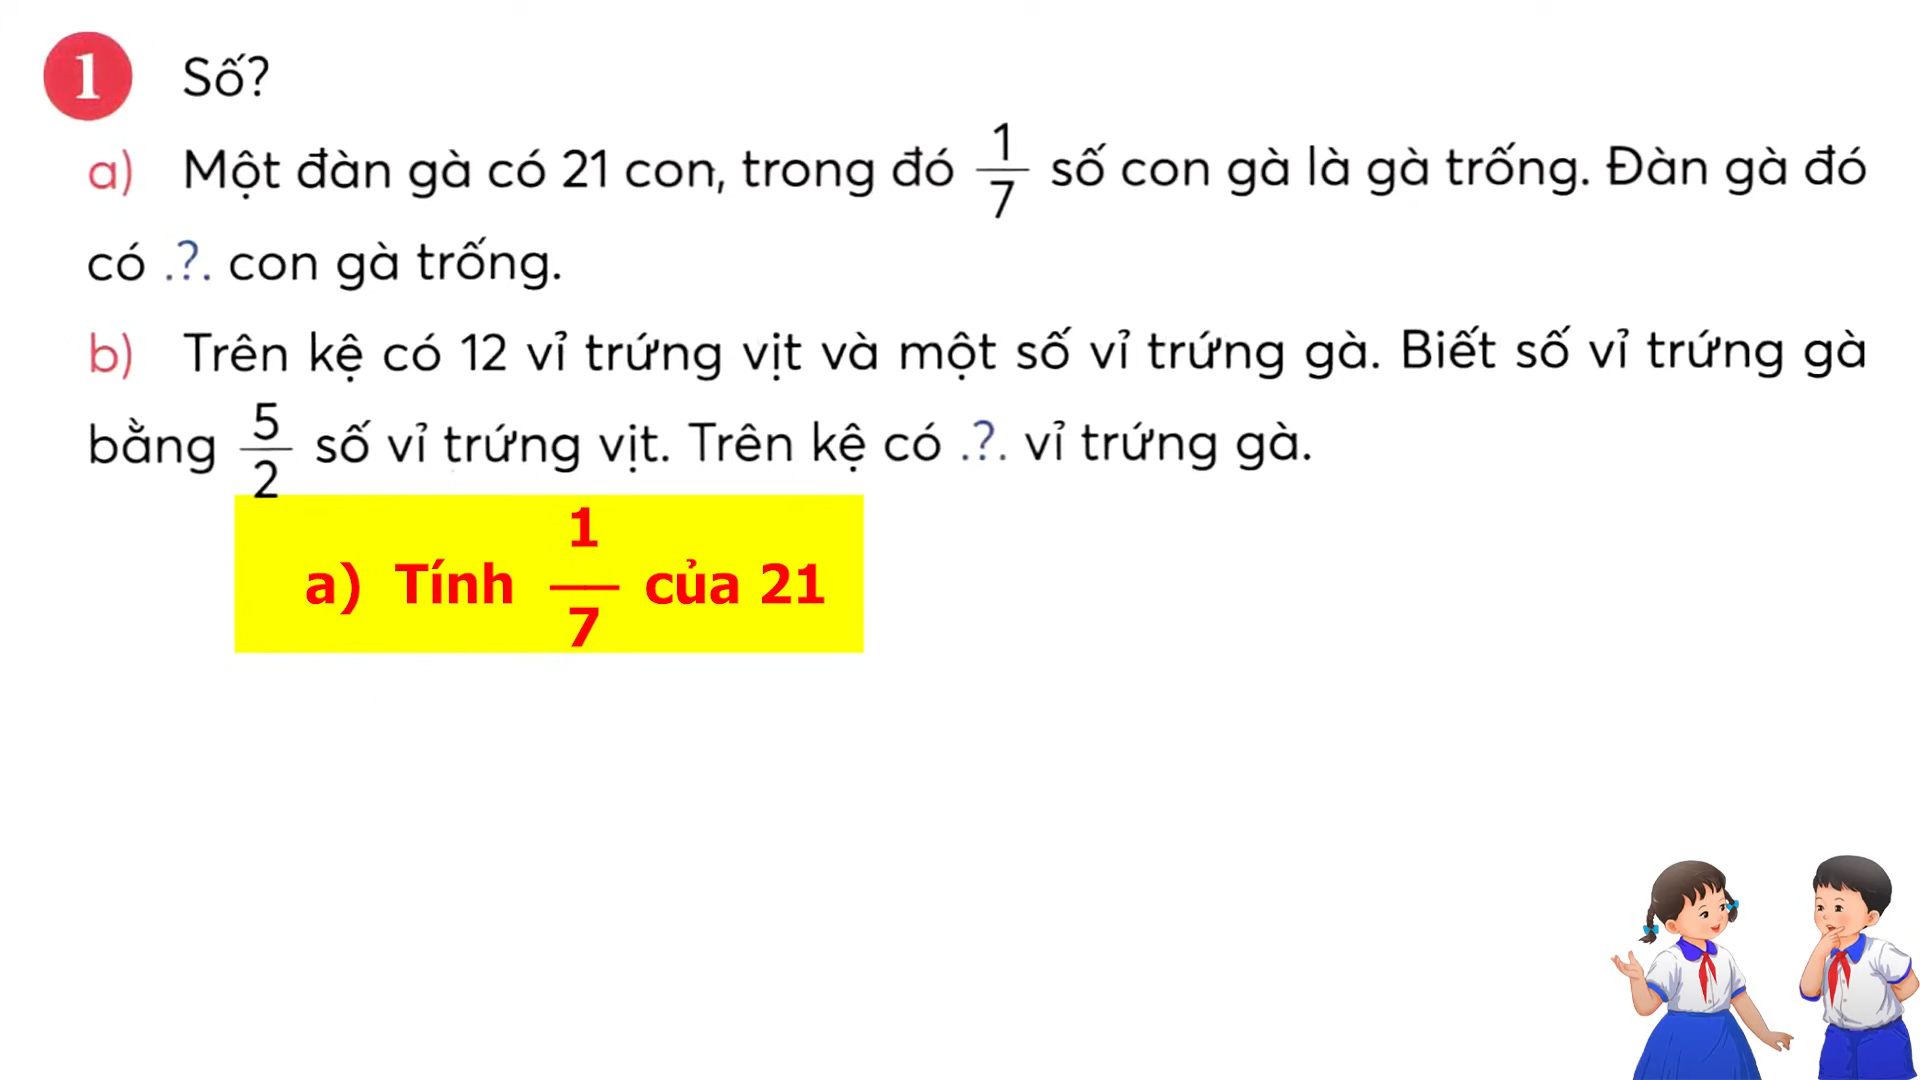 1 Số?
a) Một đàn gà có 21 con, trong đó 1/7 số con gà là gà trống. Đàn gà đó
có .?. con gà trống.
b) Trên kệ có 12 vỉ trứng vịt và một số vỉ trứng gà. Biết số vỉ trứng gà
bằng 5/2 số vỉ trứng vịt. Trên kệ có .?. vỉ trứng gà.
a) Tính 1/7 của 21